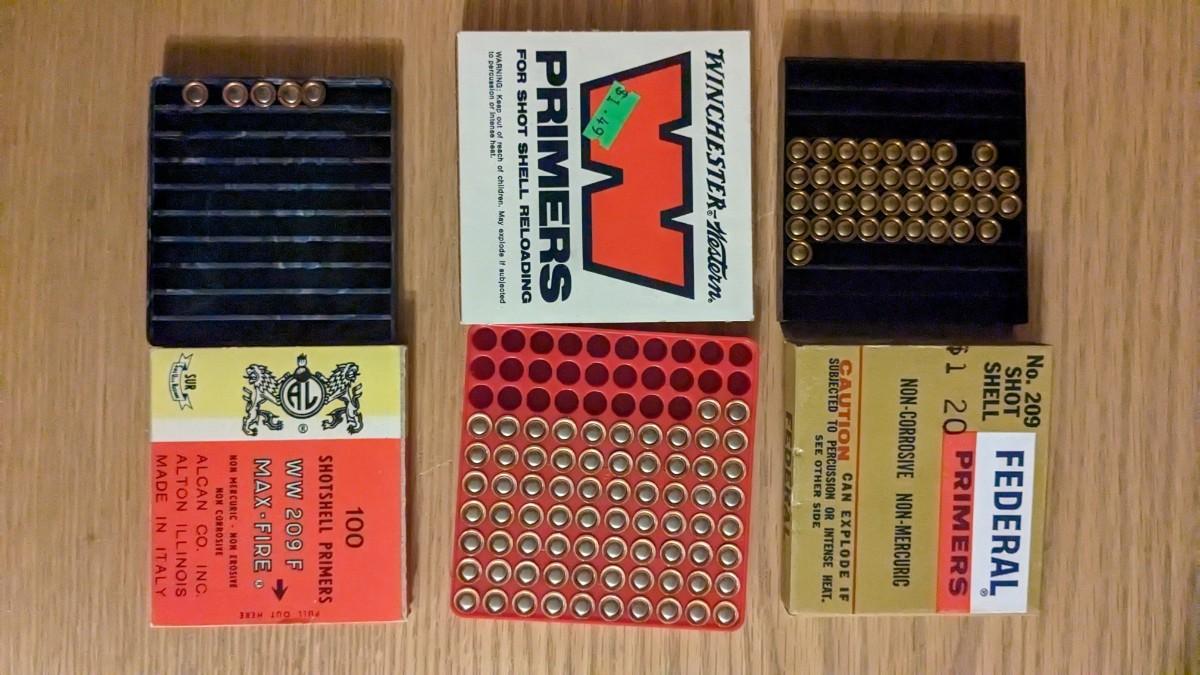 SUR
AL
®
100
SHOTSHELL PRIMERS
WW 209 F
MAX-FIRE®
NON MERCURIC - NON EROSIVE
NON CORROSIVE
ALCAN CO. INC.
ALTON ILLINOIS
MADE IN ITALY
PULL OUT HERE
WINCHESTER-Western®
$1.49
PRIMERS
FOR SHOT SHELL RELOADING
WARNING: Keep out of reach of children. May explode if subjected
to percussion or intense heat.
No. 209
SHOT
SHELL
$1 20
FEDERAL®
PRIMERS
NON-CORROSIVE NON-MERCURIC
CAUTION CAN EXPLODE IF
SUBJECTED TO PERCUSSION OR INTENSE HEAT.
SEE OTHER SIDE
FEDERAL